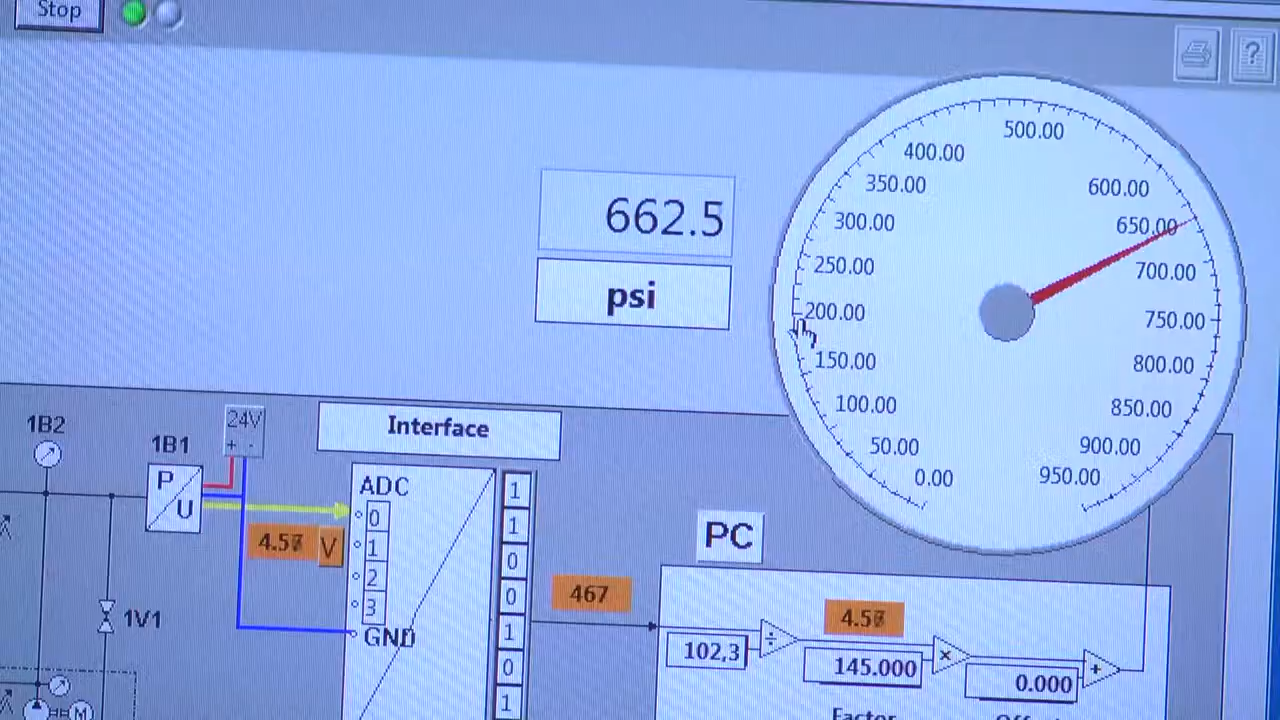 Stop
?
500.00
400.00
600.00
350.00
650.00
300.00
700.00
250.00
750.00
200.00
800.00
150.00
850.00
100.00
900.00
50.00
950.00
0.00
662.5
psi
24V
+ -
1B2
1B1
Interface
P
U
ADC
0
1
2
3
GND
V
1
1
0
0
1
0
1
467
PC
102,3
÷
145.000
×
0.000
+
1V1
M